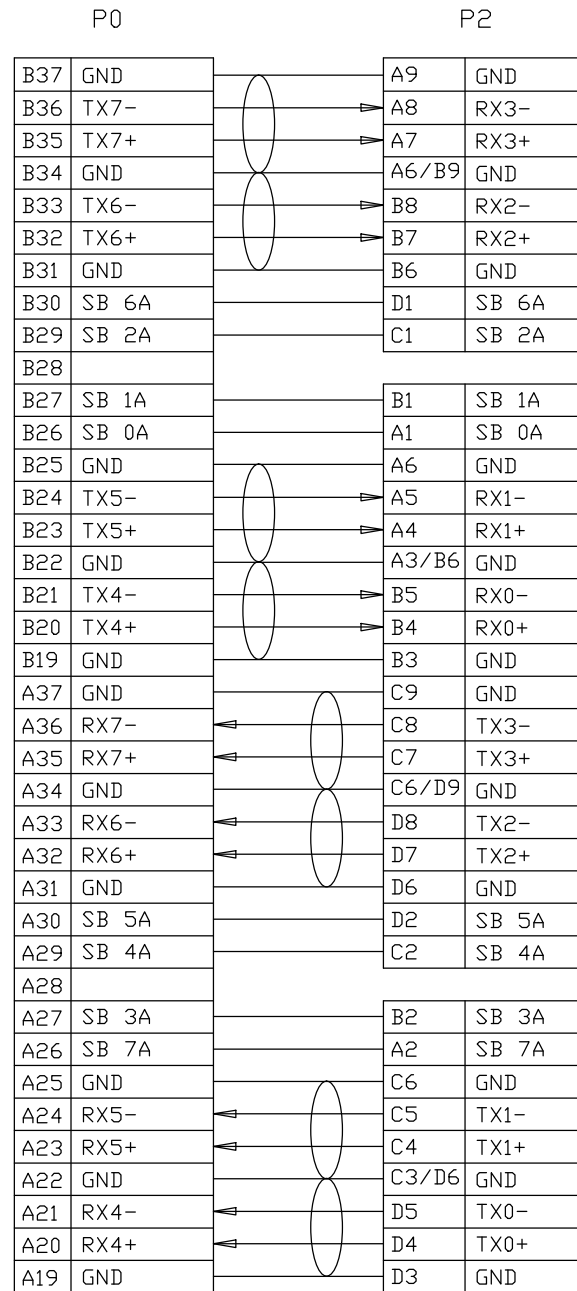 P0 P2
B37 GND A9 GND
B36 TX7- A8 RX3-
B35 TX7+ A7 RX3+
B34 GND A6/B9 GND
B33 TX6- B8 RX2-
B32 TX6+ B7 RX2+
B31 GND B6 GND
B30 SB 6A D1 SB 6A
B29 SB 2A C1 SB 2A
B28
B27 SB 1A B1 SB 1A
B26 SB 0A A1 SB 0A
B25 GND A6 GND
B24 TX5- A5 RX1-
B23 TX5+ A4 RX1+
B22 GND A3/B6 GND
B21 TX4- B5 RX0-
B20 TX4+ B4 RX0+
B19 GND B3 GND
A37 GND C9 GND
A36 RX7- C8 TX3-
A35 RX7+ C7 TX3+
A34 GND C6/D9 GND
A33 RX6- D8 TX2-
A32 RX6+ D7 TX2+
A31 GND D6 GND
A30 SB 5A D2 SB 5A
A29 SB 4A C2 SB 4A
A28
A27 SB 3A B2 SB 3A
A26 SB 7A A2 SB 7A
A25 GND C6 GND
A24 RX5- C5 TX1-
A23 RX5+ C4 TX1+
A22 GND C3/D6 GND
A21 RX4- D5 TX0-
A20 RX4+ D4 TX0+
A19 GND D3 GND